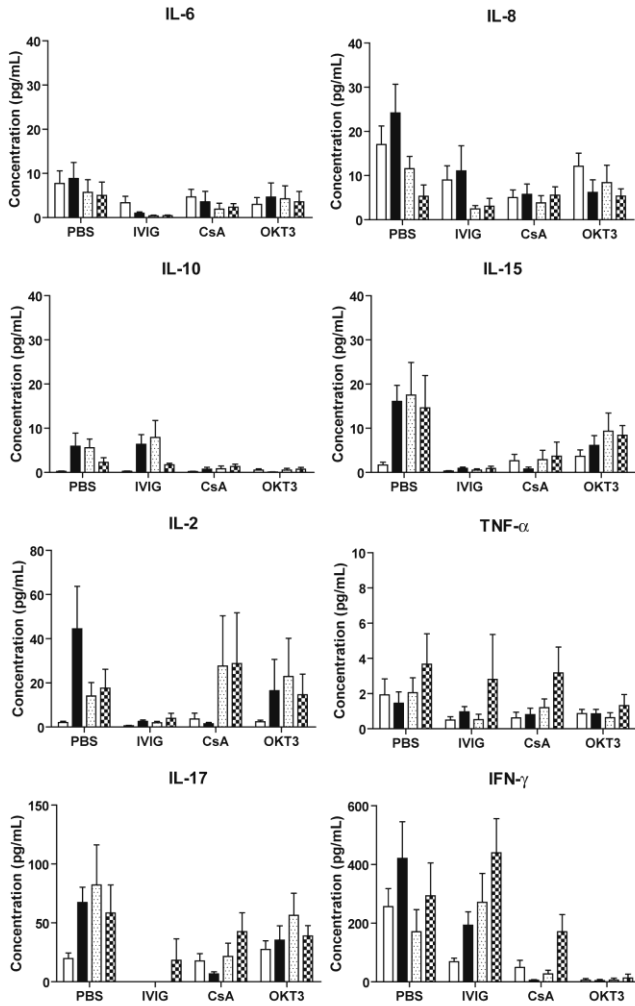 IL-6
Concentration (pg/mL)
40
30
20
10
0
PBS IVIG CsA OKT3
IL-8
Concentration (pg/mL)
40
30
20
10
0
PBS IVIG CsA OKT3
IL-10
Concentration (pg/mL)
40
30
20
10
0
PBS IVIG CsA OKT3
IL-15
Concentration (pg/mL)
40
30
20
10
0
PBS IVIG CsA OKT3
IL-2
Concentration (pg/mL)
80
60
40
20
0
PBS IVIG CsA OKT3
TNF-α
Concentration (pg/mL)
10
8
6
4
2
0
PBS IVIG CsA OKT3
IL-17
Concentration (pg/mL)
150
100
50
0
PBS IVIG CsA OKT3
IFN-γ
Concentration (pg/mL)
600
400
200
0
PBS IVIG CsA OKT3